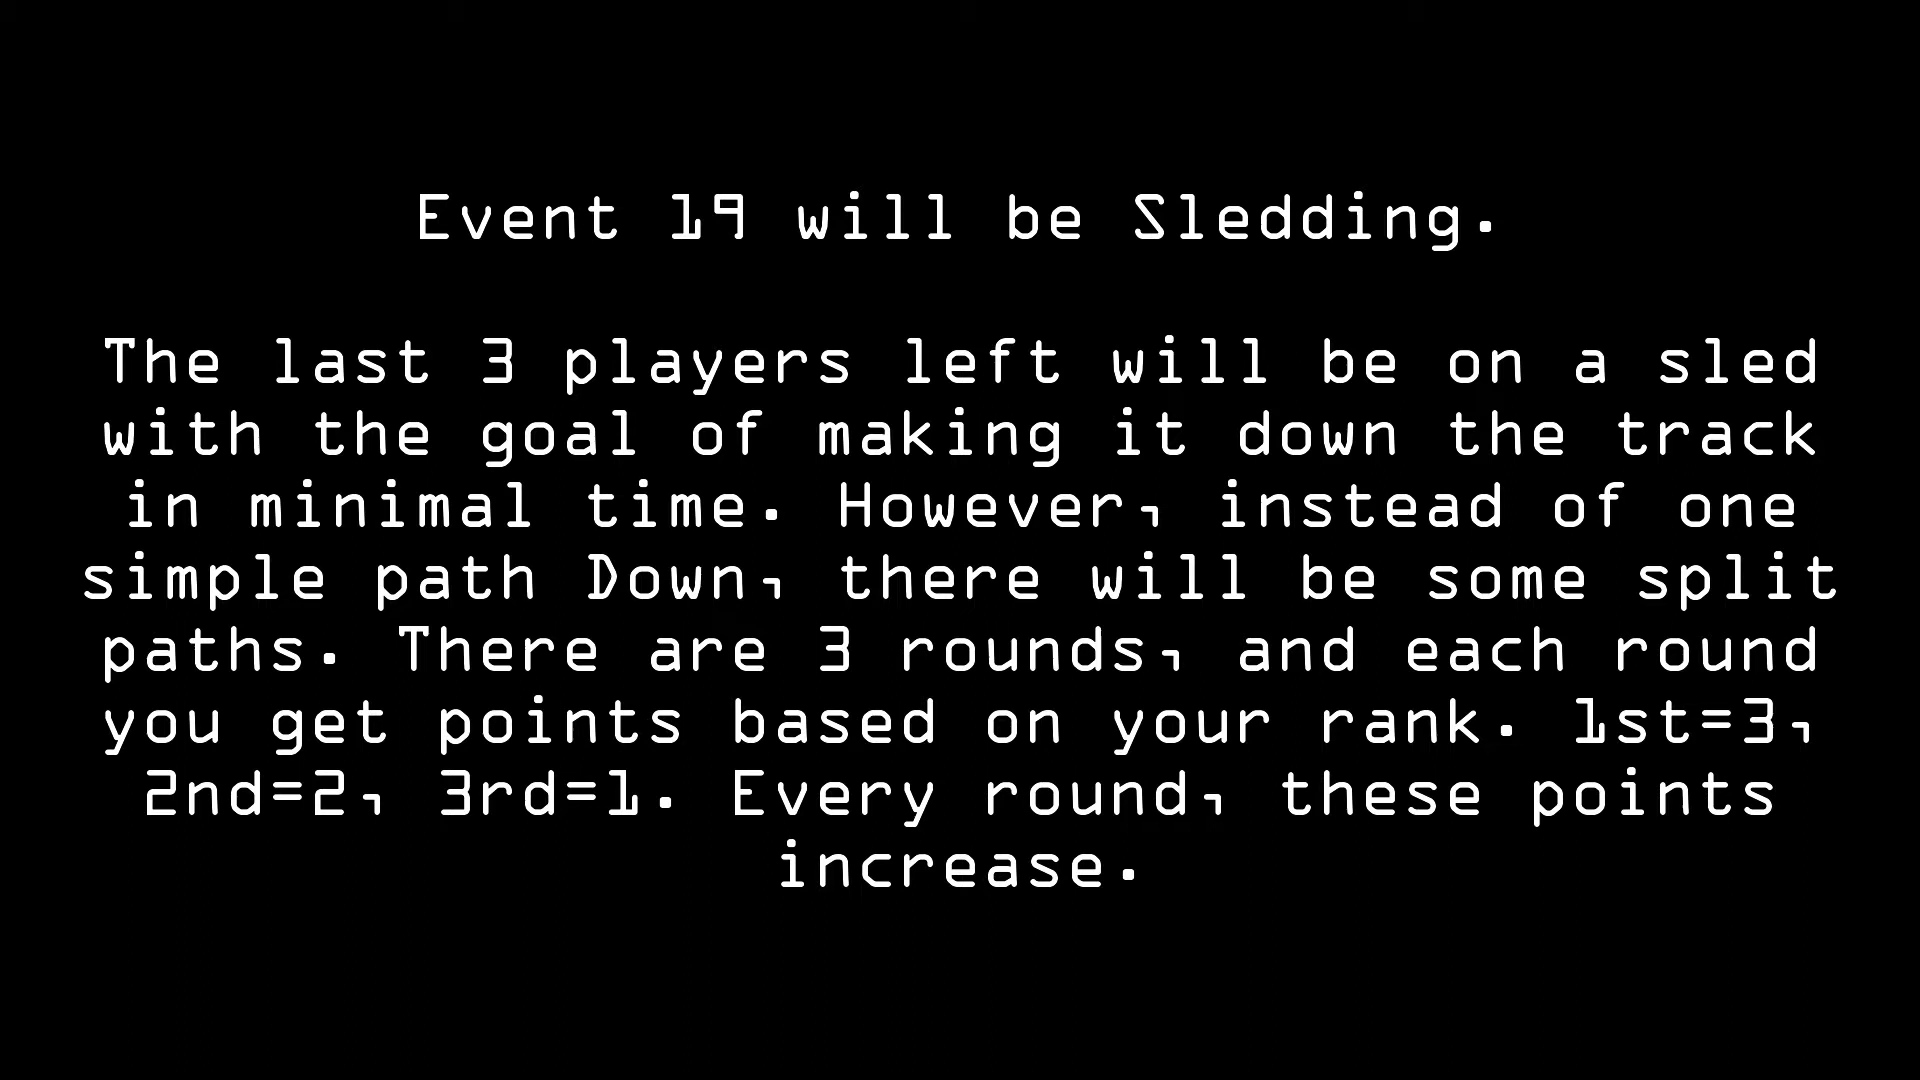 Event 19 will be Sledding.
The last 3 players left will be on a sled
with the goal of making it down the track
in minimal time. However, instead of one
simple path Down, there will be some split
paths. There are 3 rounds, and each round
you get points based on your rank. 1st=3,
2nd=2, 3rd=1. Every round, these points
increase.